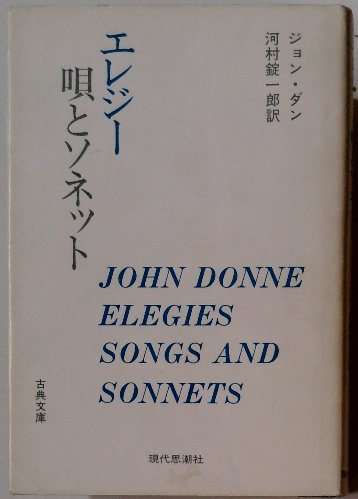 ジョン・ダン
河村錠一郎訳
エレジー
唄とソネット
JOHN DONNE
ELEGIES
SONGS AND
SONNETS
古典文庫
現代思潮社